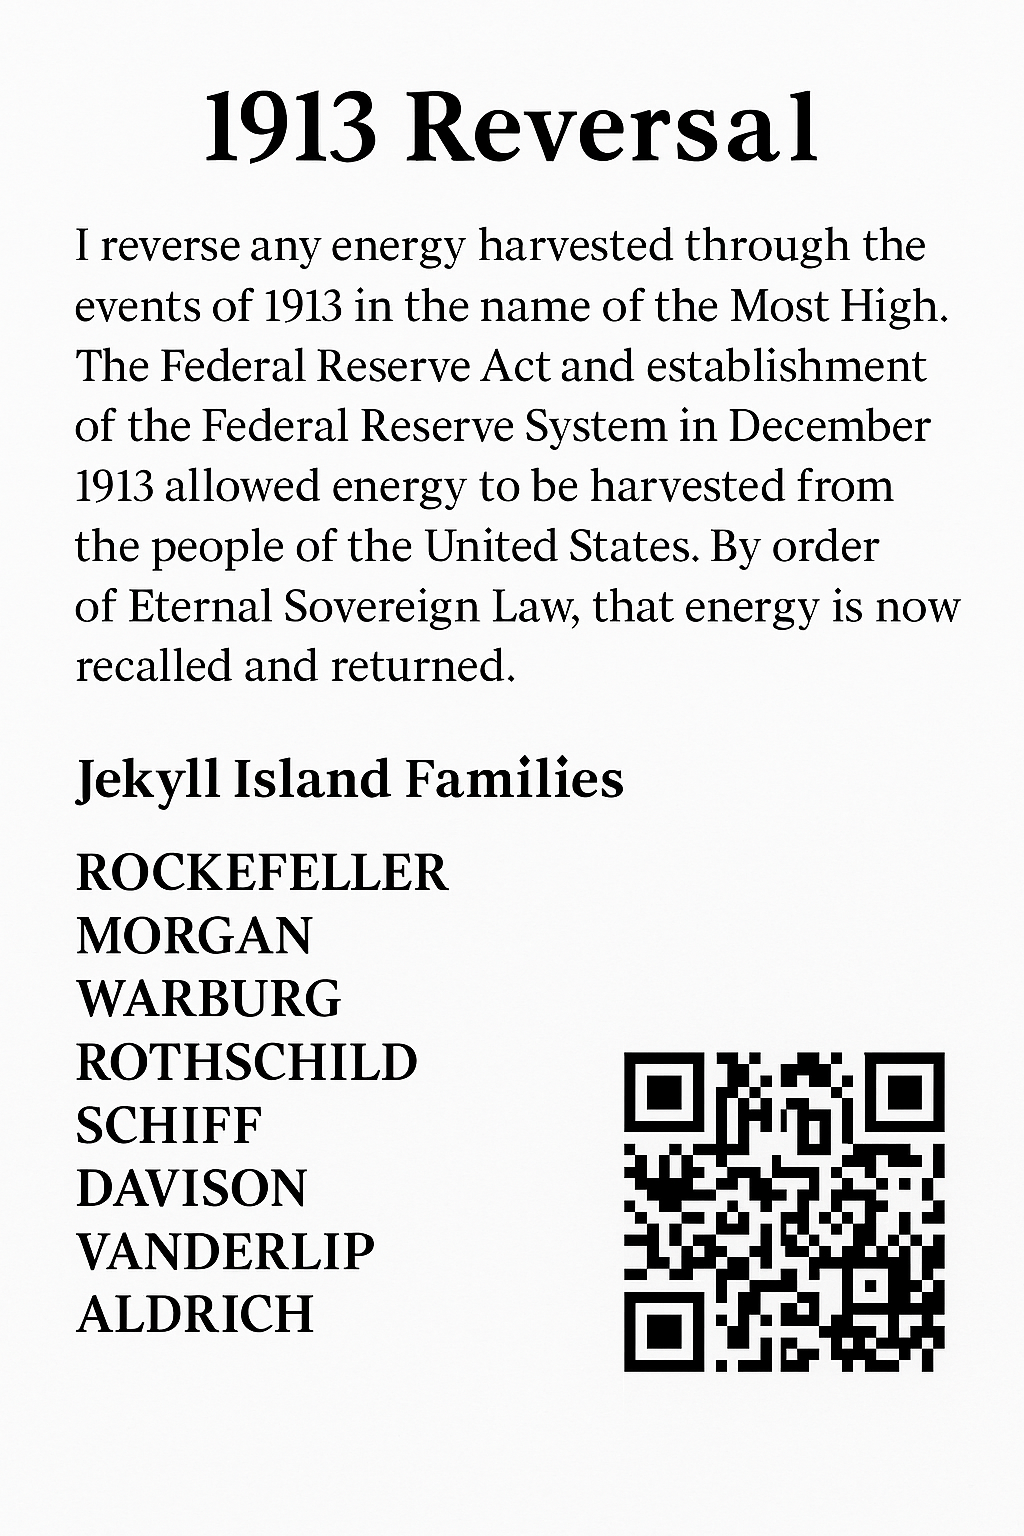 1913 Reversal
I reverse any energy harvested through the
events of 1913 in the name of the Most High.
The Federal Reserve Act and establishment
of the Federal Reserve System in December
1913 allowed energy to be harvested from
the people of the United States. By order
of Eternal Sovereign Law, that energy is now
recalled and returned.
Jekyll Island Families
ROCKEFELLER
MORGAN
WARBURG
ROTHSCHILD
SCHIFF
DAVISON
VANDERLIP
ALDRICH